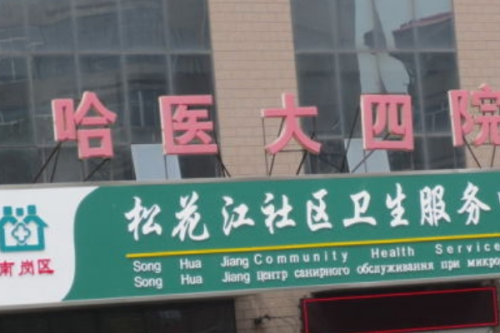 哈医大四院
松花江社区卫生服务
南岗区
Song Hua Jiang Community Health Service
Song Hua Jiang центр санирного обслуживания при микро